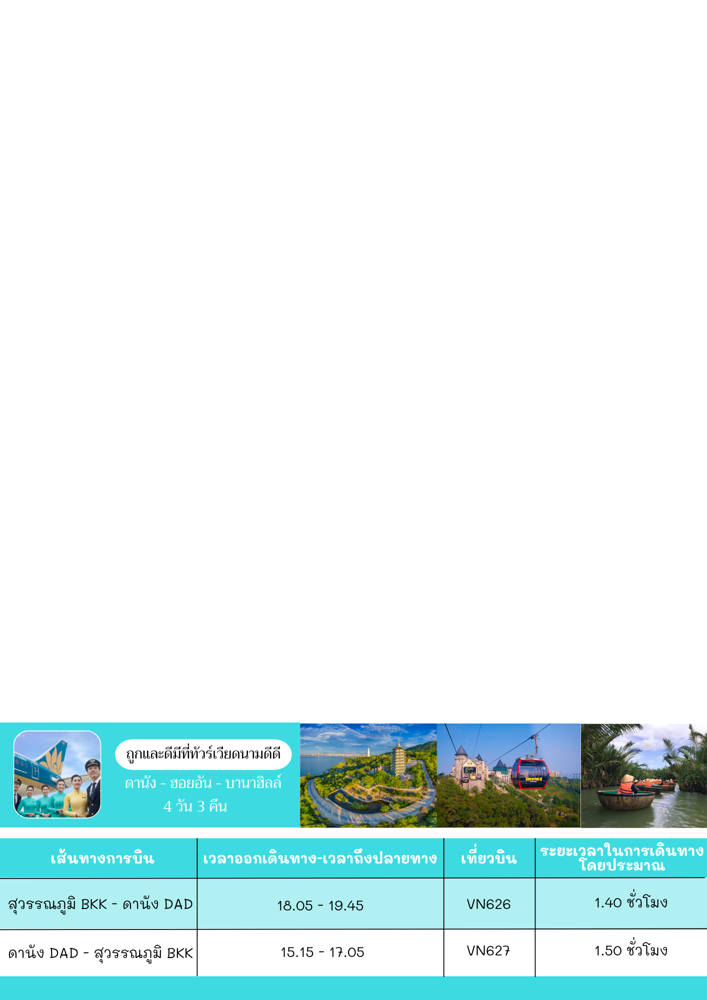 ถูกและดีมีที่ทัวร์เวียดนามดีดี
ดานัง - ฮอยอัน - บานาฮิลล์
4 วัน 3 คืน
SUN WORLD
เส้นทางการบิน เวลาออกเดินทาง-เวลาถึงปลายทาง เที่ยวบิน ระยะเวลาในการเดินทาง
โดยประมาณ
สุวรรณภูมิ BKK - ดานัง DAD 18.05 - 19.45 VN626 1.40 ชั่วโมง
ดานัง DAD - สุวรรณภูมิ BKK 15.15 - 17.05 VN627 1.50 ชั่วโมง